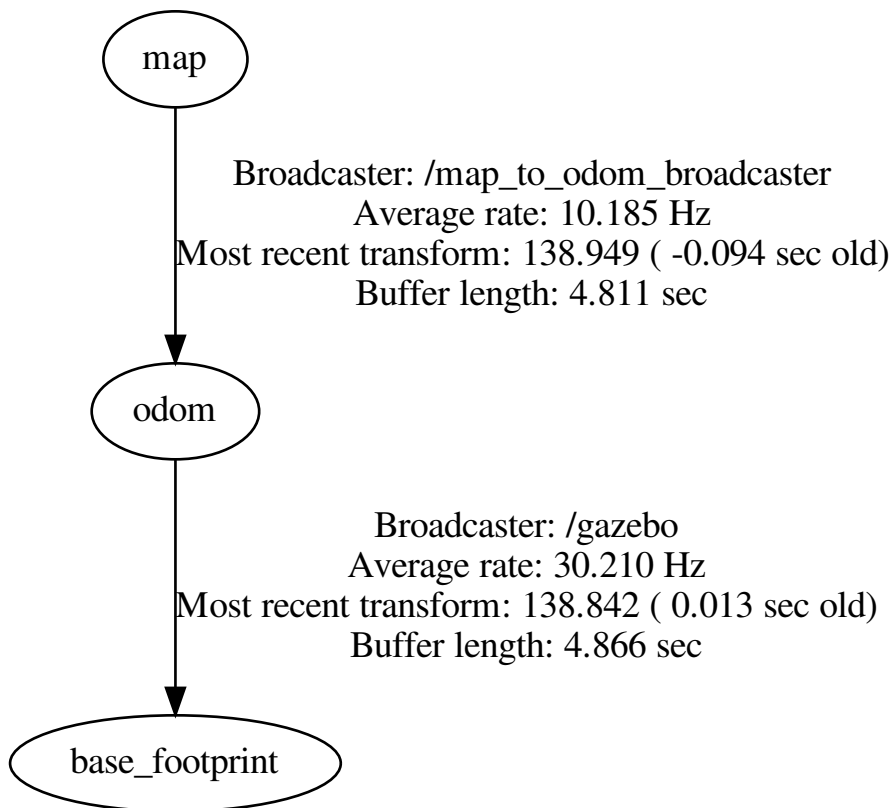 map
Broadcaster: /map_to_odom_broadcaster
Average rate: 10.185 Hz
Most recent transform: 138.949 ( -0.094 sec old)
Buffer length: 4.811 sec
odom
Broadcaster: /gazebo
Average rate: 30.210 Hz
Most recent transform: 138.842 ( 0.013 sec old)
Buffer length: 4.866 sec
base_footprint